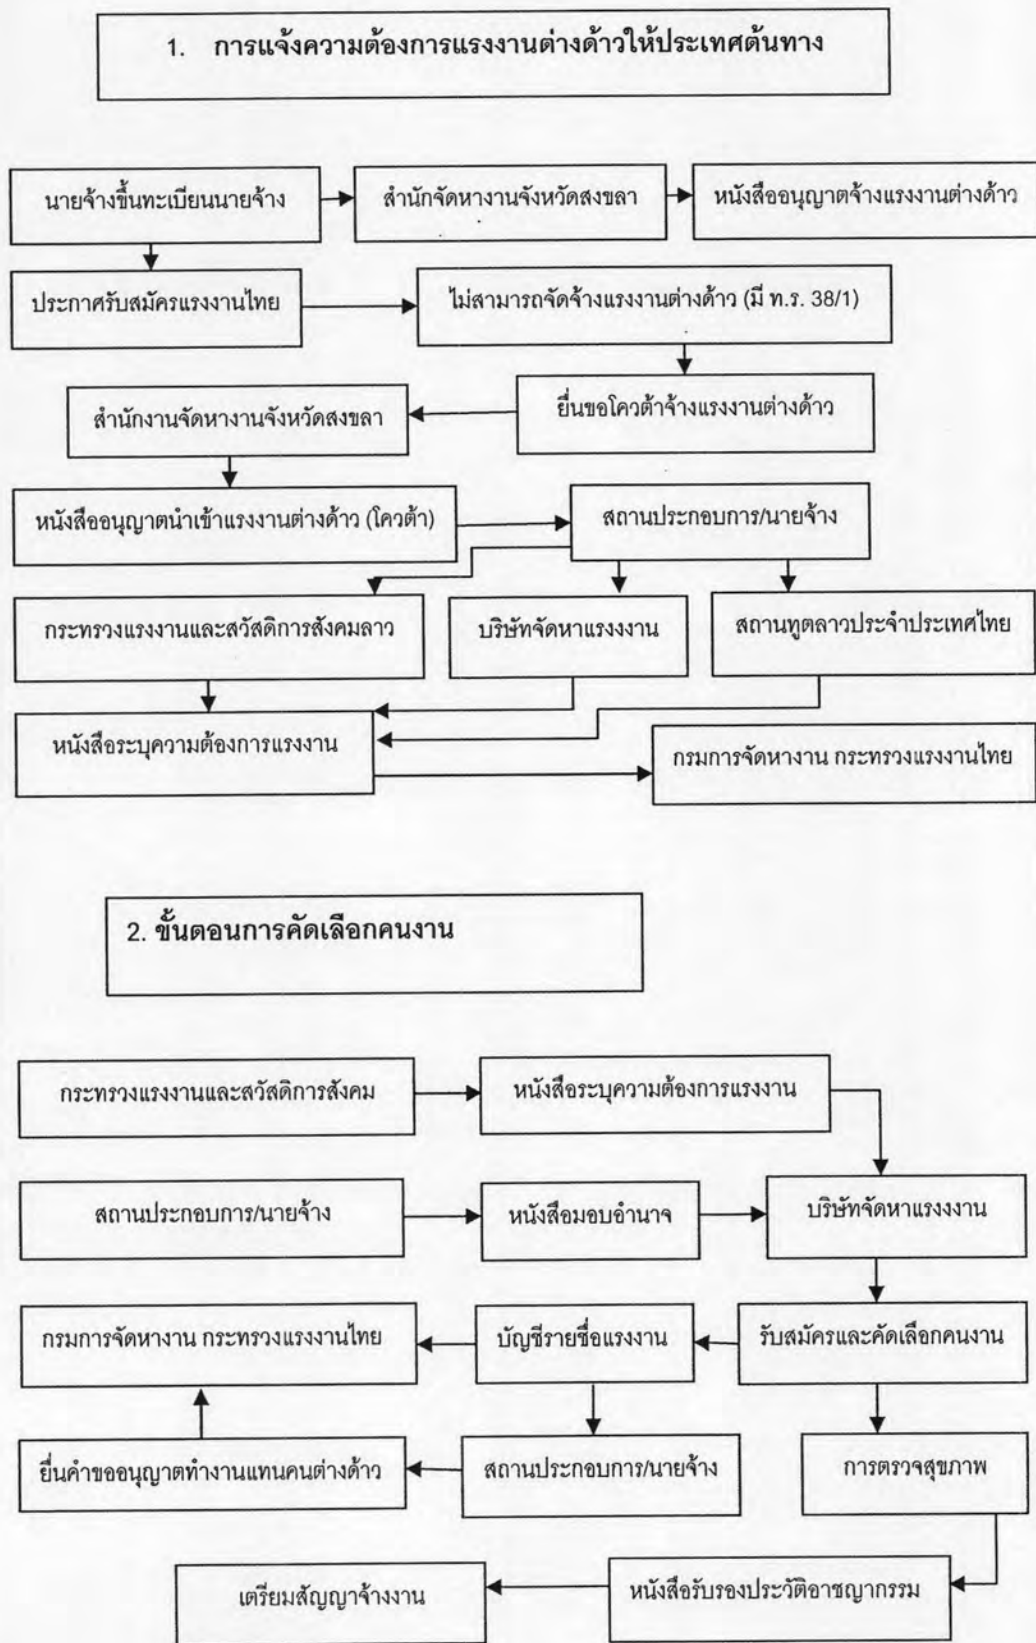 1. การแจ้งความต้องการแรงงานต่างด้าวให้ประเทศต้นทาง
นายจ้างขึ้นทะเบียนนายจ้าง
สำนักจัดหางานจังหวัดสงขลา
หนังสืออนุญาตจ้างแรงงานต่างด้าว
ประกาศรับสมัครแรงงานไทย
ไม่สามารถจัดจ้างแรงงานต่างด้าว (มี ท.ร. 38/1)
ยื่นขอโควต้าจ้างแรงงานต่างด้าว
สำนักงานจัดหางานจังหวัดสงขลา
หนังสืออนุญาตนำเข้าแรงงานต่างด้าว (โควต้า)
สถานประกอบการ/นายจ้าง
กระทรวงแรงงานและสวัสดิการสังคมลาว
บริษัทจัดหาแรงงงาน
สถานทูตลาวประจำประเทศไทย
หนังสือระบุความต้องการแรงงาน
กรมการจัดหางาน กระทรวงแรงงานไทย
2. ขั้นตอนการคัดเลือกคนงาน
กระทรวงแรงงานและสวัสดิการสังคม
หนังสือระบุความต้องการแรงงาน
สถานประกอบการ/นายจ้าง
หนังสือมอบอำนาจ
บริษัทจัดหาแรงงงาน
กรมการจัดหางาน กระทรวงแรงงานไทย
บัญชีรายชื่อแรงงาน
รับสมัครและคัดเลือกคนงาน
ยื่นคำขออนุญาตทำงานแทนคนต่างด้าว
สถานประกอบการ/นายจ้าง
การตรวจสุขภาพ
เตรียมสัญญาจ้างงาน
หนังสือรับรองประวัติอาชญากรรม